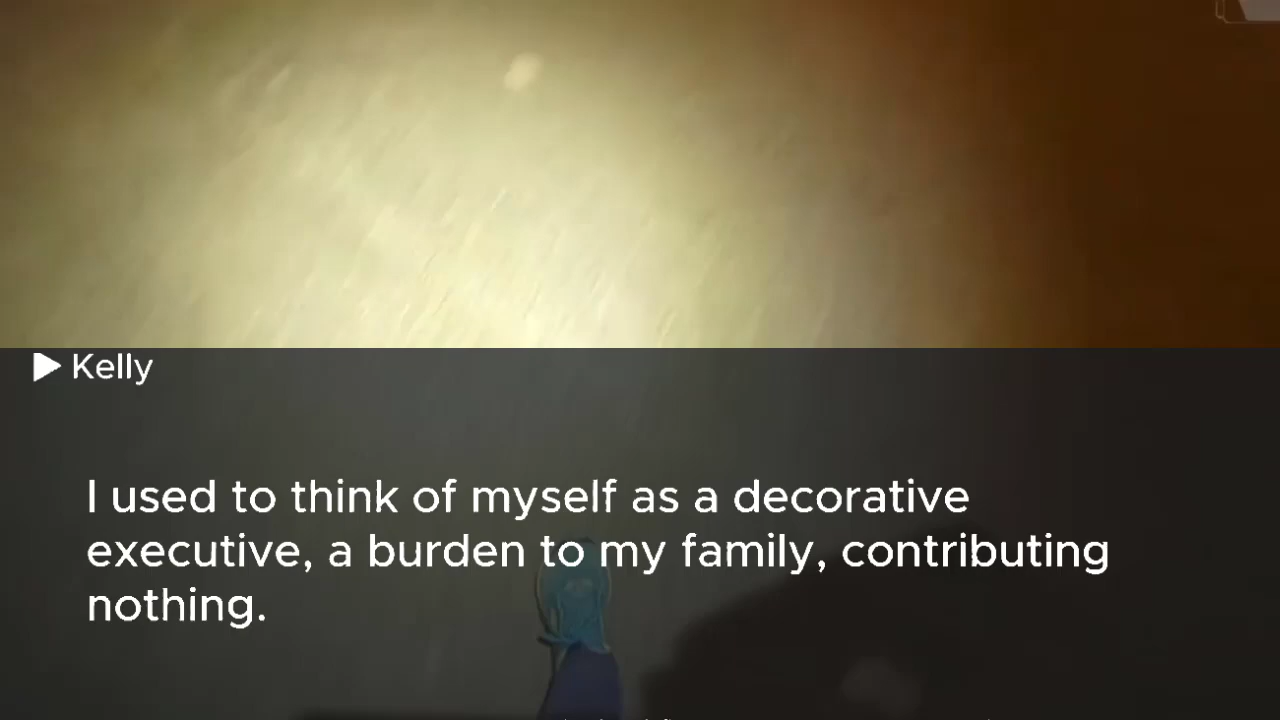 Kelly
I used to think of myself as a decorative
executive, a burden to my family, contributing
nothing.